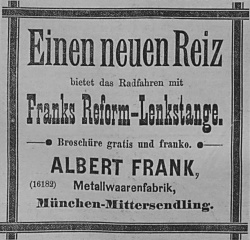 Einen neuen Reiz
bietet das Radfahren mit
Franks Reform-Lenkstange.
Broschüre gratis und franko.
ALBERT FRANK,
(16182) Metallwaarenfabrik,
München-Mittersendling.